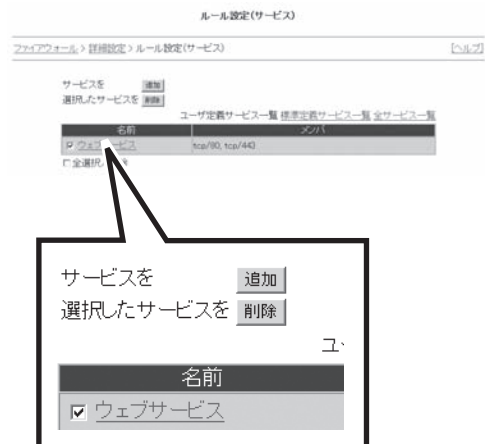 ルール設定(サービス)
ファイアウォール > 詳細設定 > ルール設定(サービス)
[ヘルプ]
サービスを 追加
選択したサービスを 削除
ユーザ定義サービス一覧 標準定義サービス一覧 全サービス一覧
名前 メンバ
ウェブサービス tcp/80, tcp/443
全選択
サービスを 追加
選択したサービスを 削除
ユー
名前
ウェブサービス